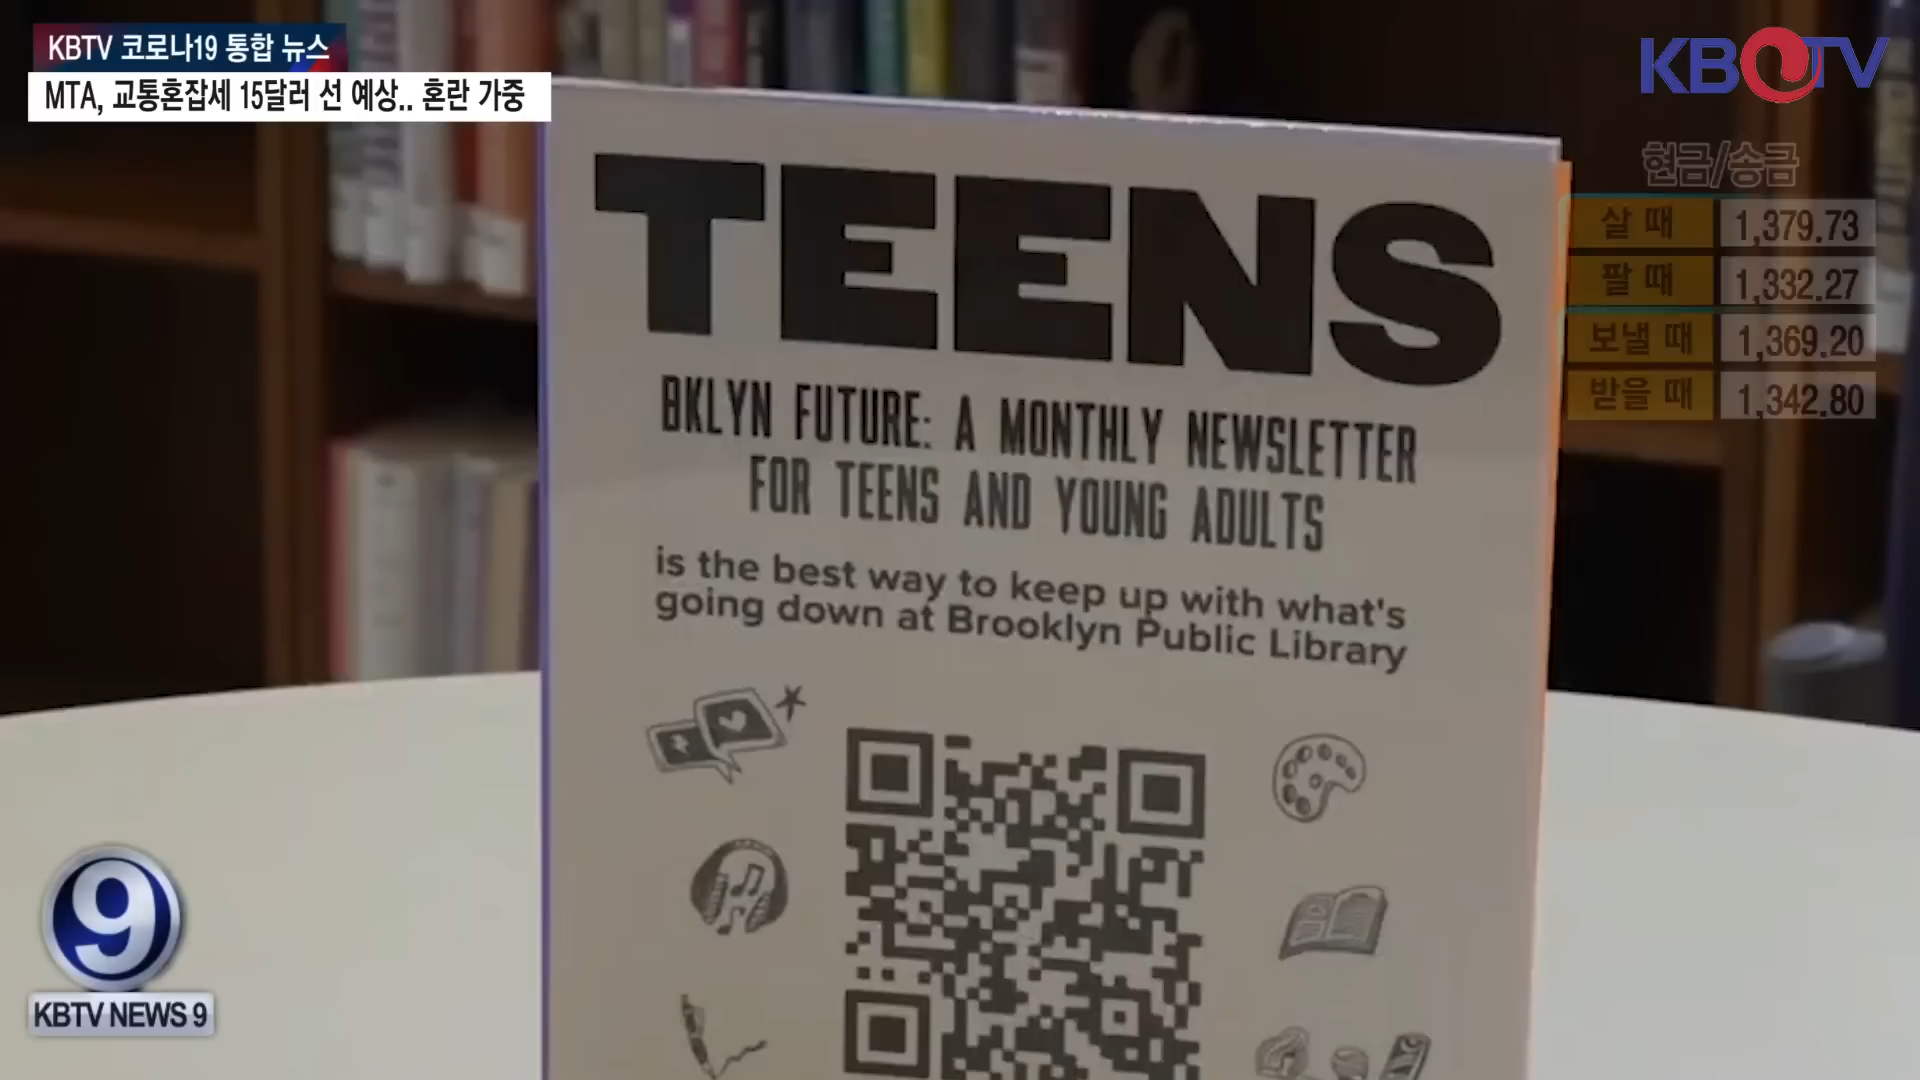 KBTV 코로나19 통합 뉴스
MTA, 교통혼잡세 15달러 선 예상.. 혼란 가중
KBTV
현금/송금
살 때 1,379.73
팔 때 1,332.27
보낼 때 1,369.20
받을 때 1,342.80
TEENS
BKLYN FUTURE: A MONTHLY NEWSLETTER
FOR TEENS AND YOUNG ADULTS
is the best way to keep up with what's
going down at Brooklyn Public Library
9
KBTV NEWS 9